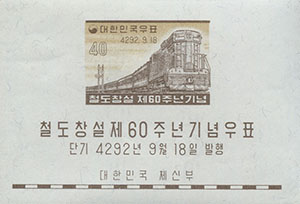 대한민국우표
4292.9.18
40
철도창설 제60주년기념
철도창설제60주년기념우표
단기 4292년 9월 18일 발행
대한민국 체신부